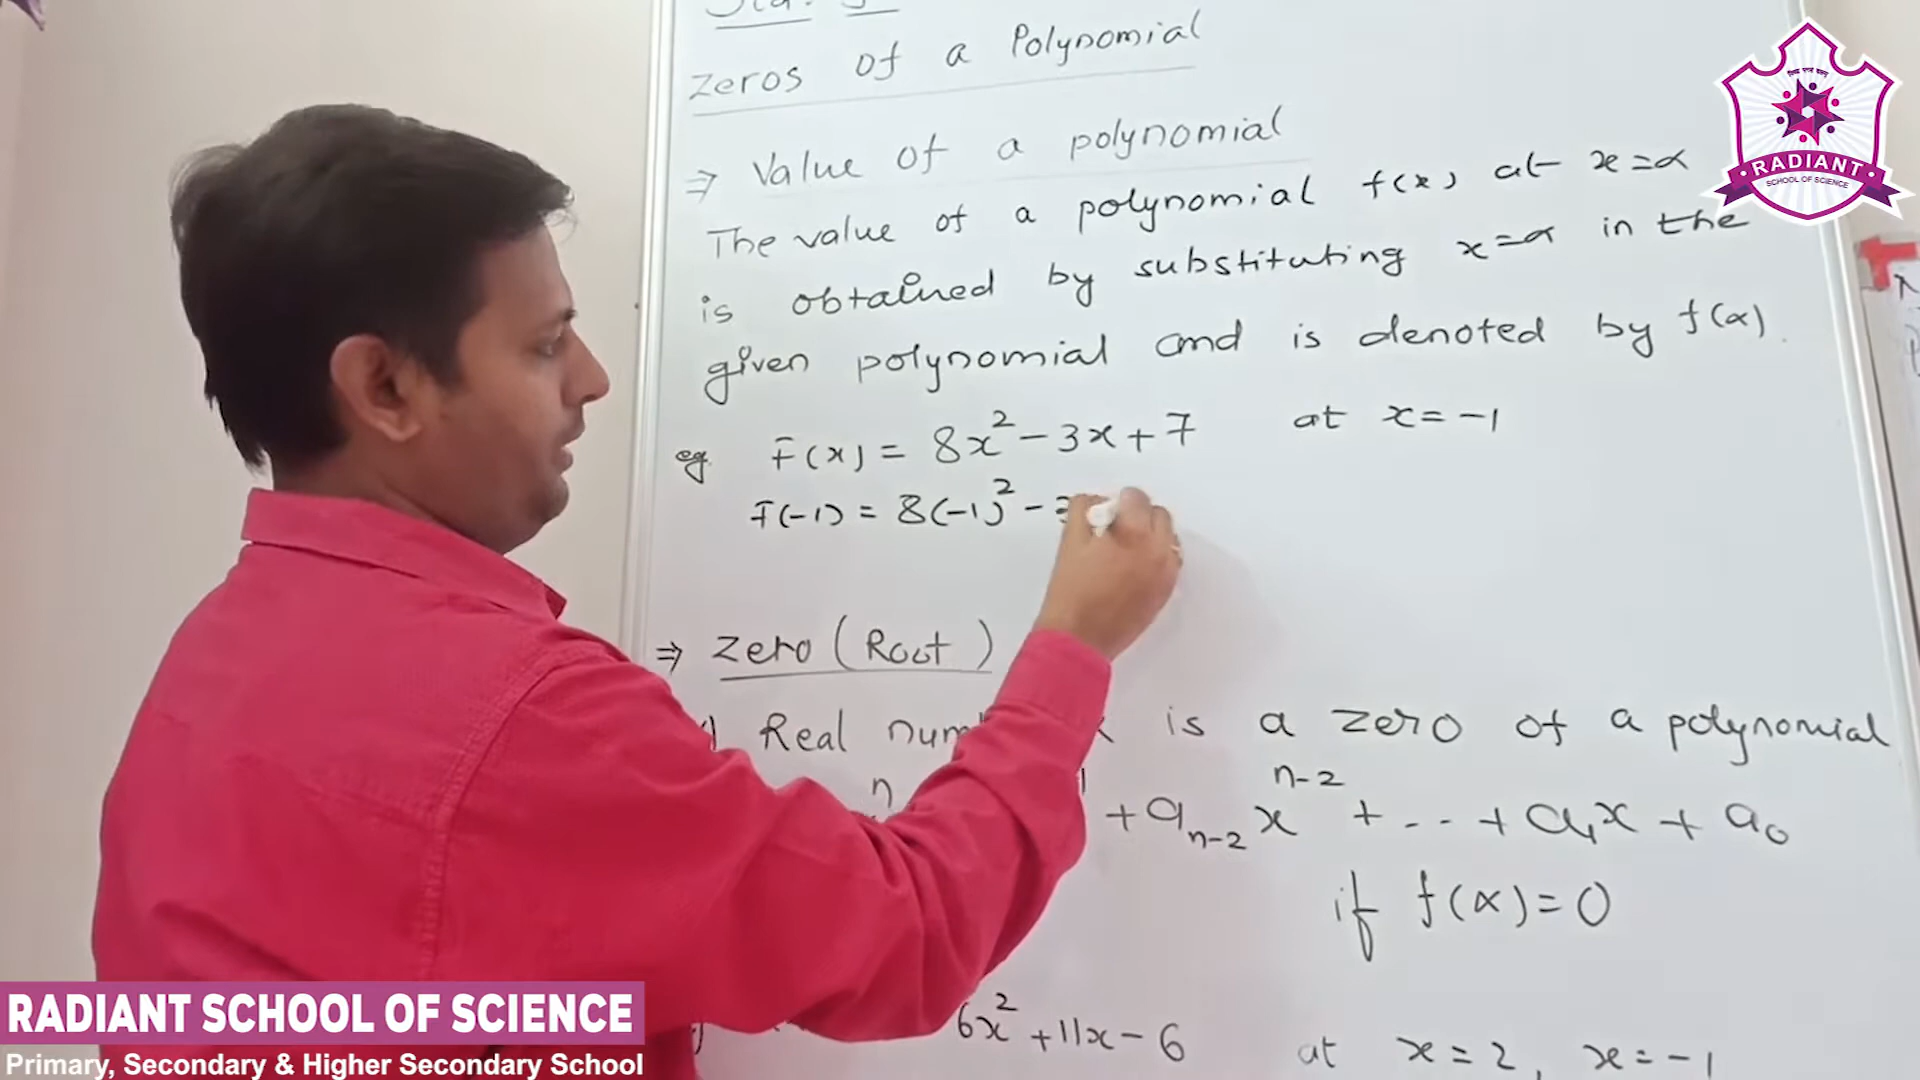 zeros of a Polynomial
⇒ Value of a polynomial
The value of a polynomial f(x) at x=α
is obtained by substituting x=α in the
given polynomial and is denoted by f(α).
eg F(x) = 8x² - 3x + 7 at x = -1
F(-1) = 8(-1)² - 3
⇒ Zero (Root)
Real is a zero of a polynomial
n
+ aₙ₋₂ xⁿ⁻² + ... + a₁x + a₀
if f(α) = 0
6x² + 11x - 6 at x = 2, x = -1
RADIANT
SCHOOL OF SCIENCE
RADIANT SCHOOL OF SCIENCE
Primary, Secondary & Higher Secondary School